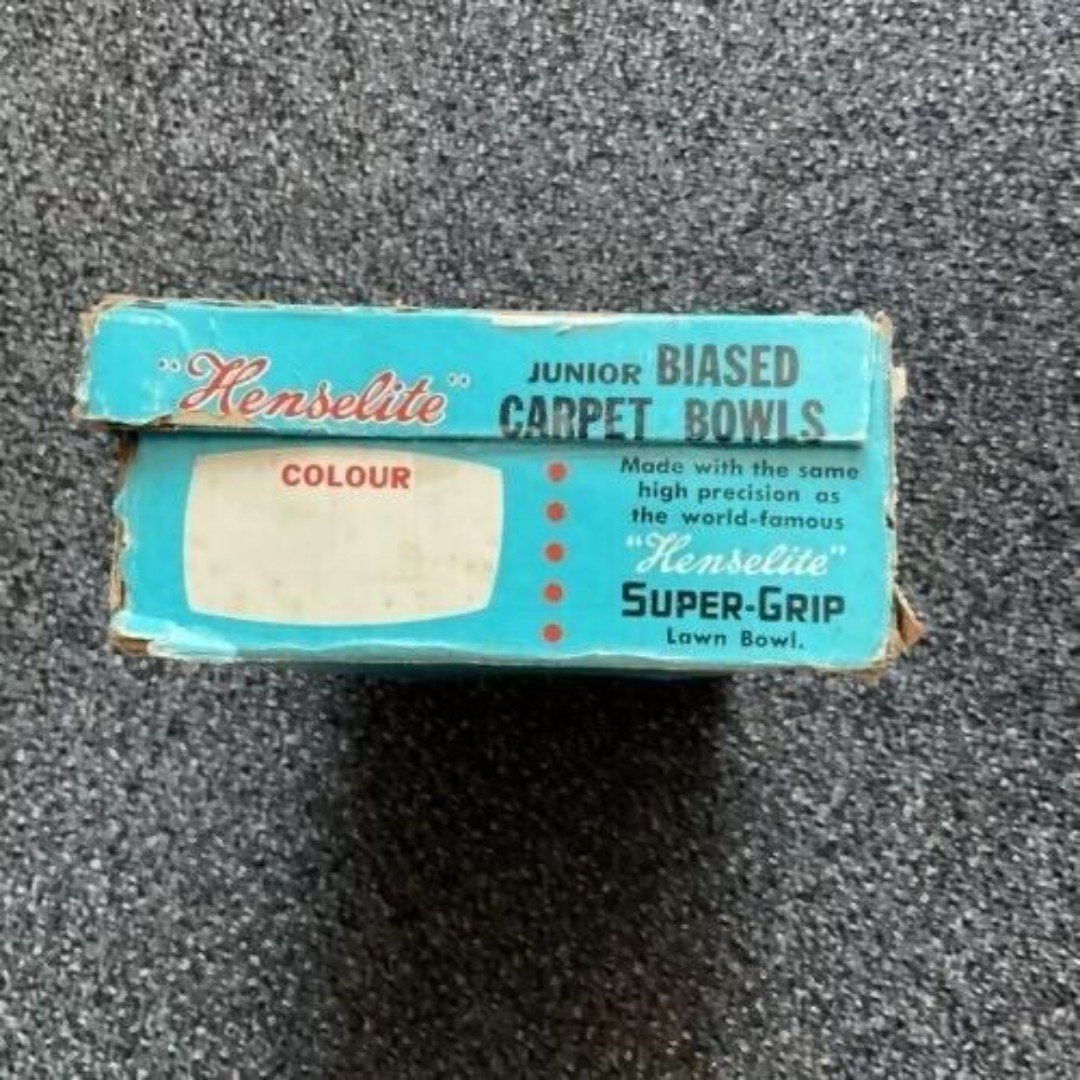 "Henselite"
JUNIOR BIASED
CARPET BOWLS
COLOUR
Made with the same
high precision as
the world-famous
"Henselite"
SUPER-GRIP
Lawn Bowl.